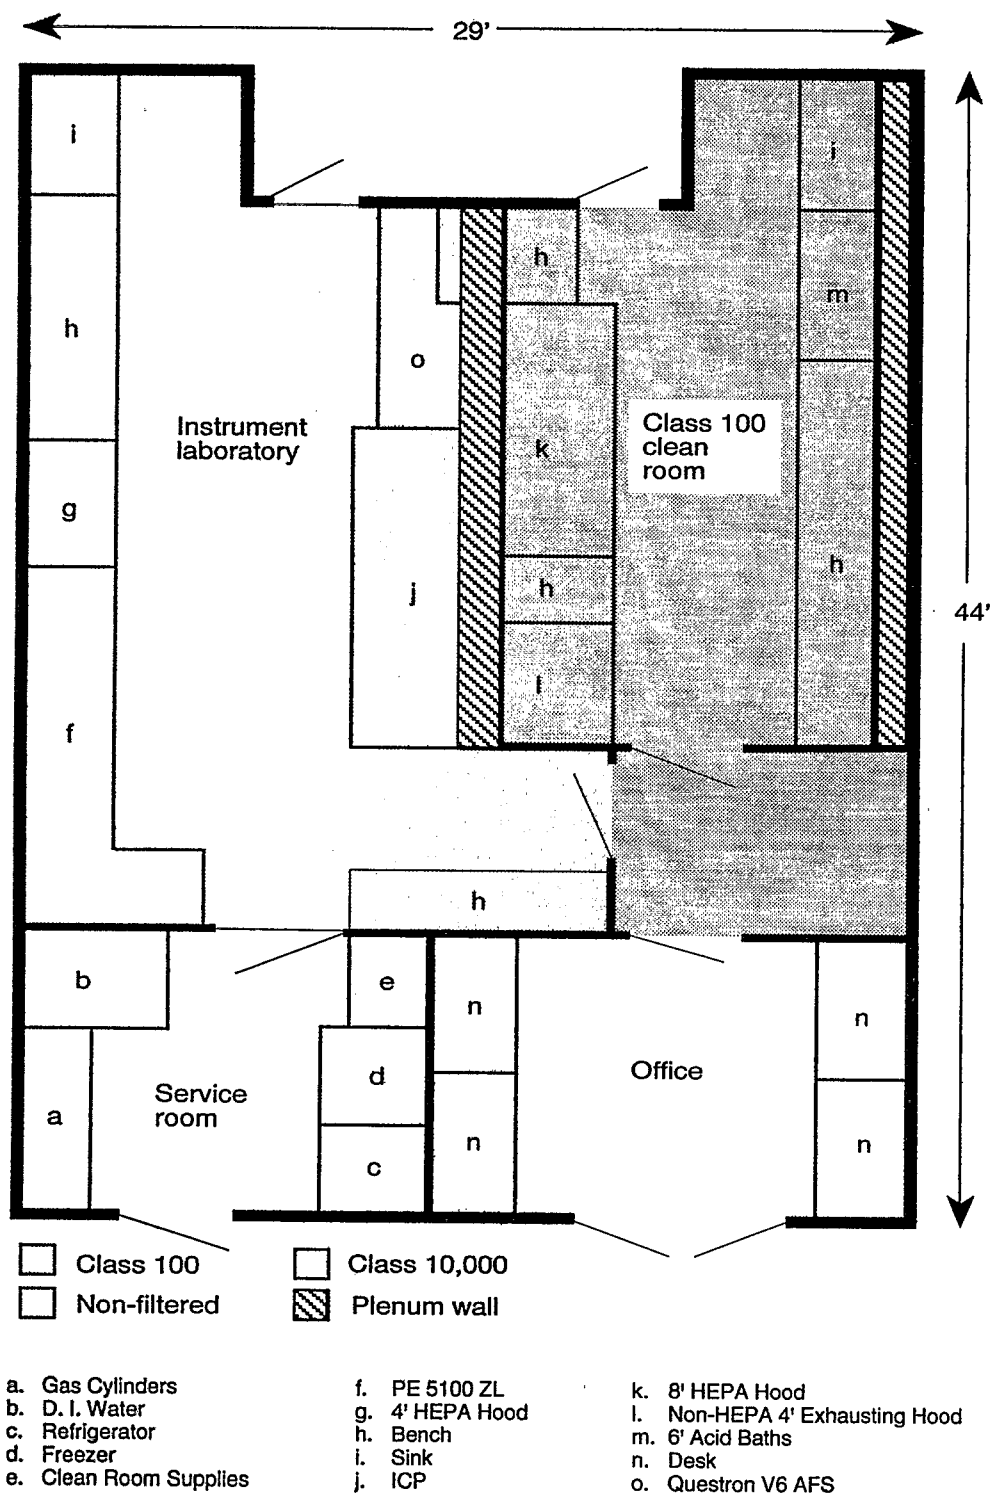 29'
i
i
h
m
h
o
Class 100
clean
room
Instrument
laboratory
k
g
h
h
j
44'
l
f
h
b
e
n
n
Office
d
Service
room
a
n
n
c
Class 100
Class 10,000
Non-filtered
Plenum wall
a. Gas Cylinders
b. D. I. Water
c. Refrigerator
d. Freezer
e. Clean Room Supplies
f. PE 5100 ZL
g. 4' HEPA Hood
h. Bench
i. Sink
j. ICP
k. 8' HEPA Hood
l. Non-HEPA 4' Exhausting Hood
m. 6' Acid Baths
n. Desk
o. Questron V6 AFS